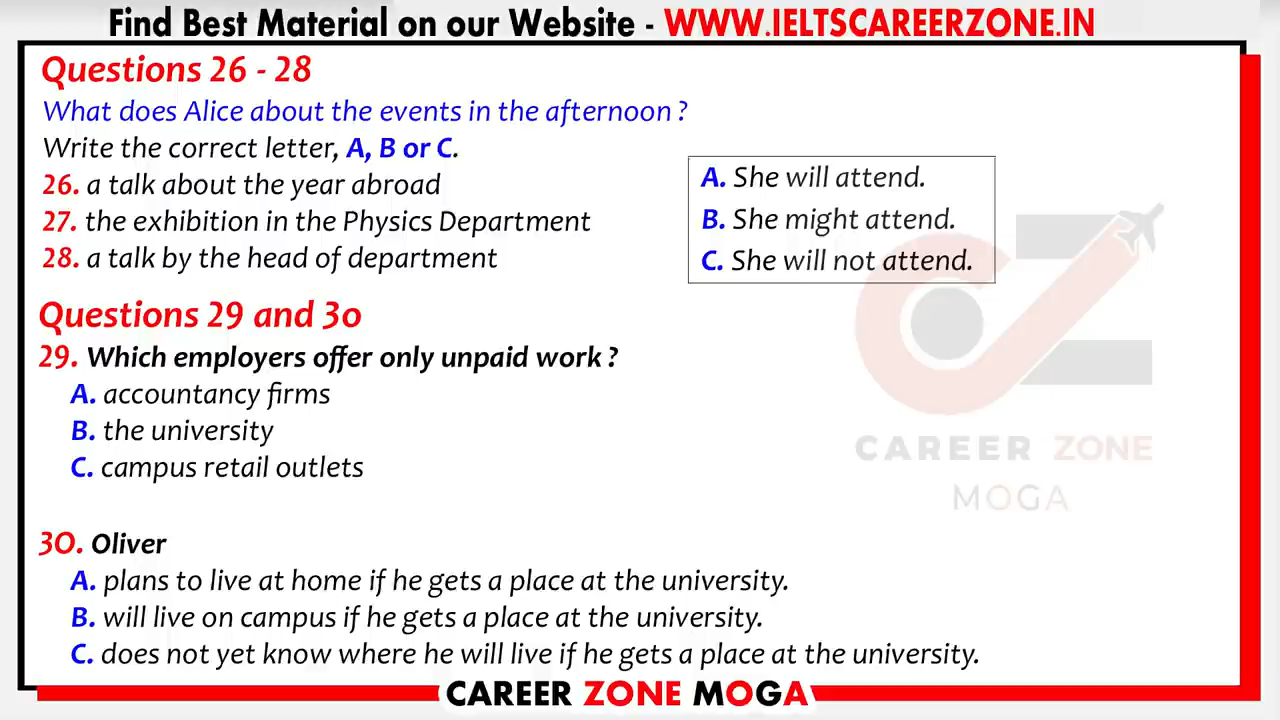 Find Best Material on our Website - WWW.IELTSCAREERZONE.IN
Questions 26 - 28
What does Alice about the events in the afternoon ?
Write the correct letter, A, B or C.
26. a talk about the year abroad
27. the exhibition in the Physics Department
28. a talk by the head of department
A. She will attend.
B. She might attend.
C. She will not attend.
Questions 29 and 30
29. Which employers offer only unpaid work ?
A. accountancy firms
B. the university
C. campus retail outlets
CAREER ZONE
MOGA
30. Oliver
A. plans to live at home if he gets a place at the university.
B. will live on campus if he gets a place at the university.
C. does not yet know where he will live if he gets a place at the university.
CAREER ZONE MOGA